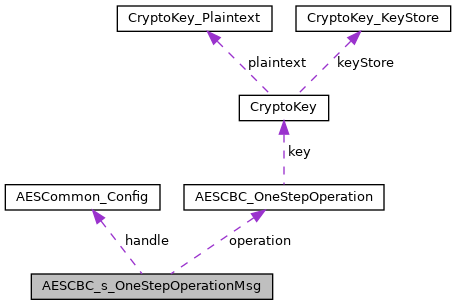 CryptoKey_Plaintext
CryptoKey_KeyStore
plaintext
keyStore
CryptoKey
key
AESCommon_Config
AESCBC_OneStepOperation
handle
operation
AESCBC_s_OneStepOperationMsg